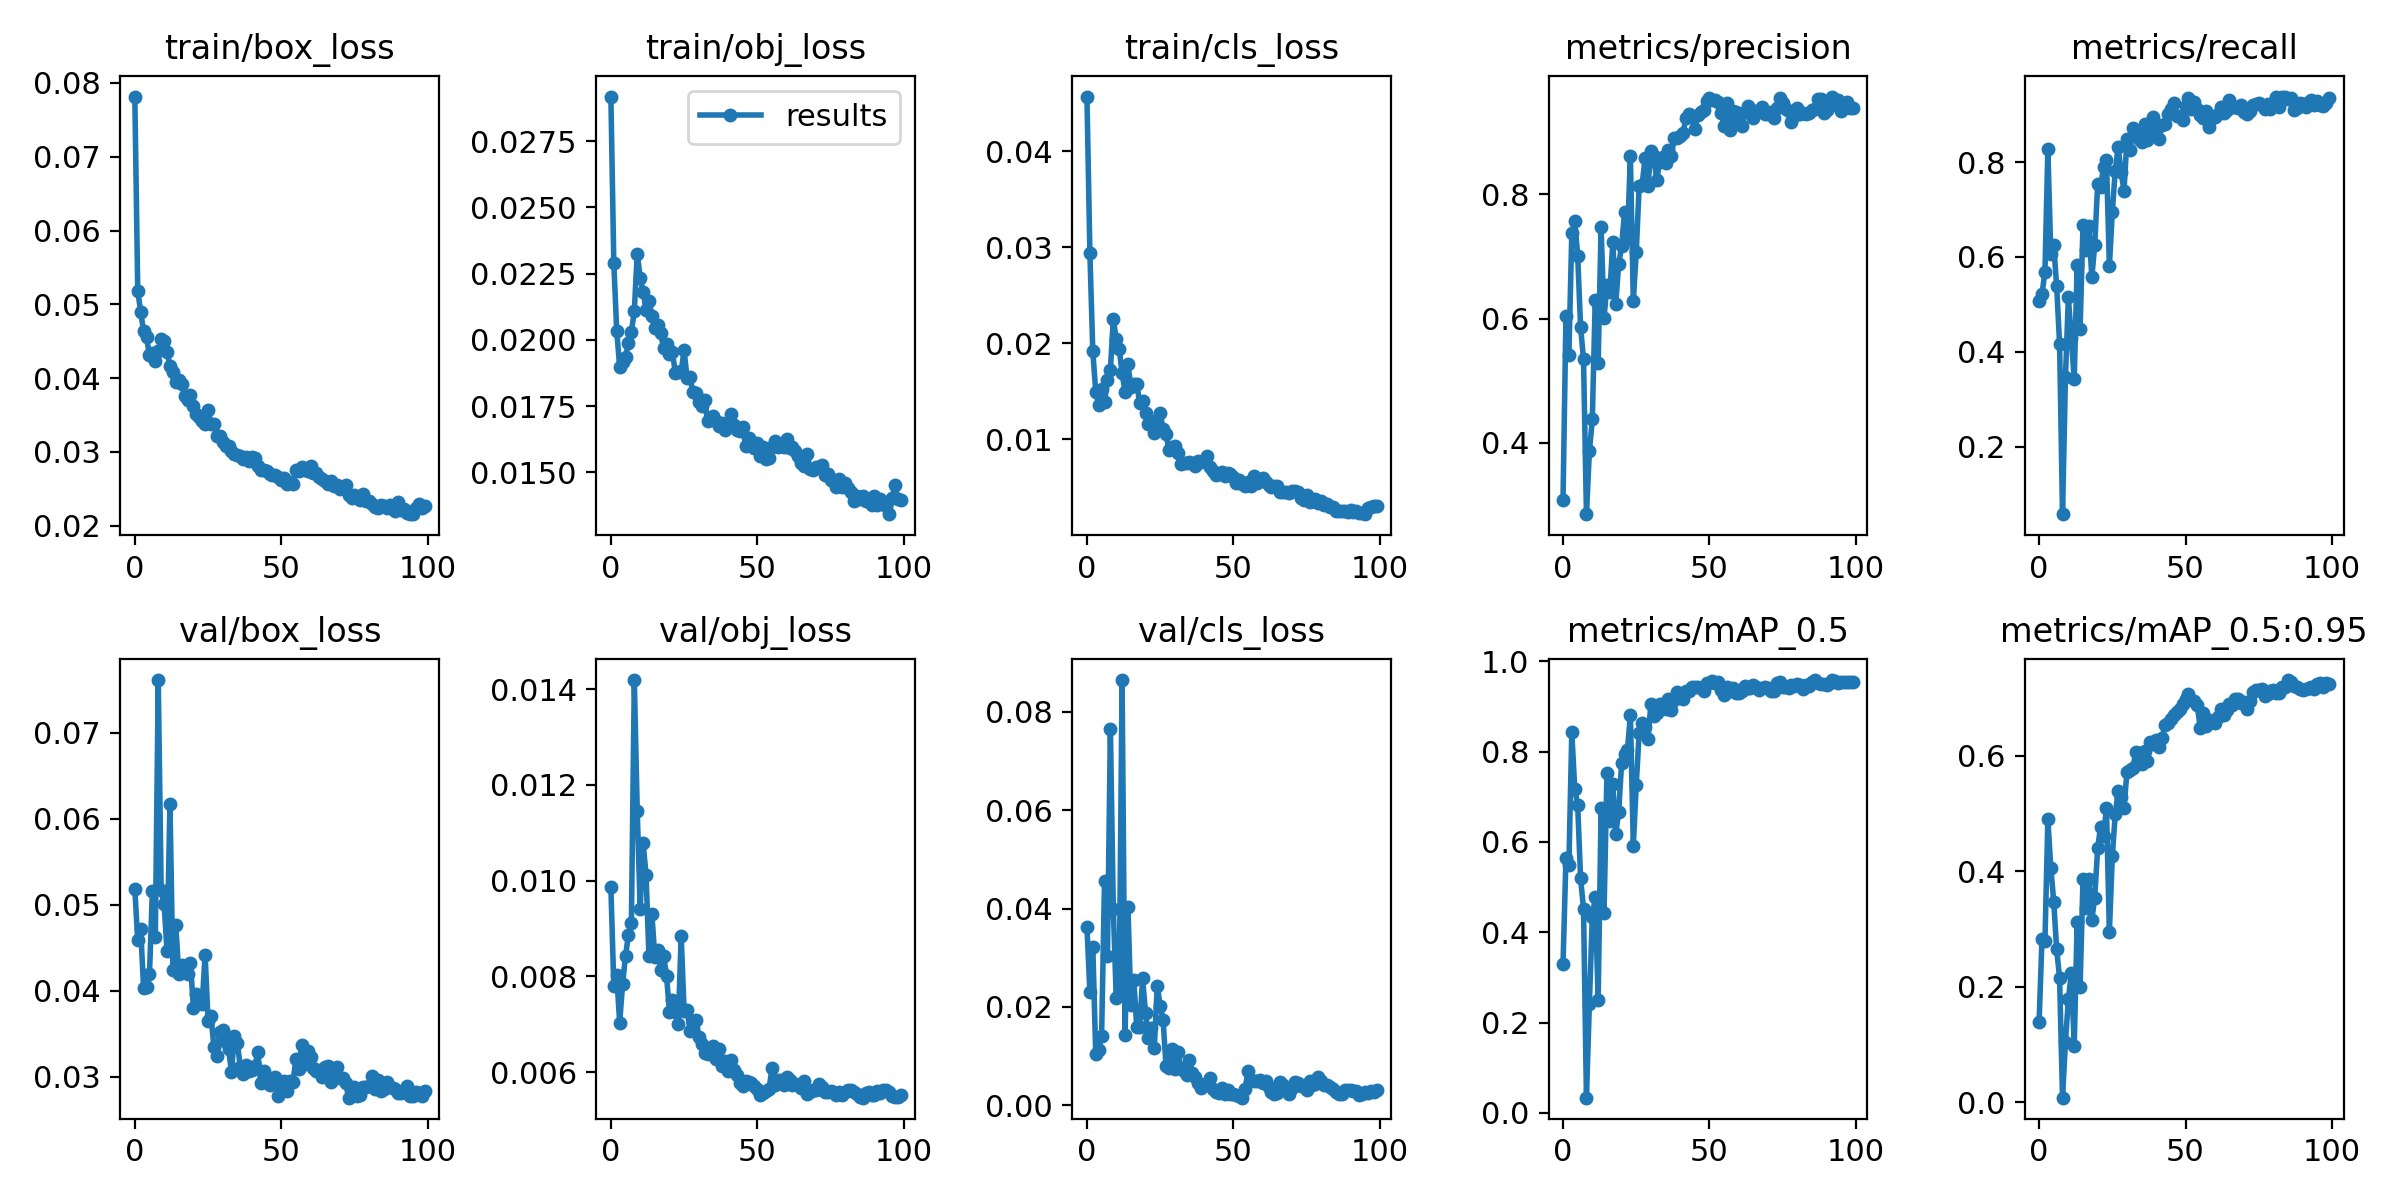 train/box_loss
0.08
0.07
0.06
0.05
0.04
0.03
0.02
0 50 100
train/obj_loss
results
0.0275
0.0250
0.0225
0.0200
0.0175
0.0150
0 50 100
train/cls_loss
0.04
0.03
0.02
0.01
0 50 100
metrics/precision
0.8
0.6
0.4
0 50 100
metrics/recall
0.8
0.6
0.4
0.2
0 50 100
val/box_loss
0.07
0.06
0.05
0.04
0.03
0 50 100
val/obj_loss
0.014
0.012
0.010
0.008
0.006
0 50 100
val/cls_loss
0.08
0.06
0.04
0.02
0.00
0 50 100
metrics/mAP_0.5
1.0
0.8
0.6
0.4
0.2
0.0
0 50 100
metrics/mAP_0.5:0.95
0.6
0.4
0.2
0.0
0 50 100